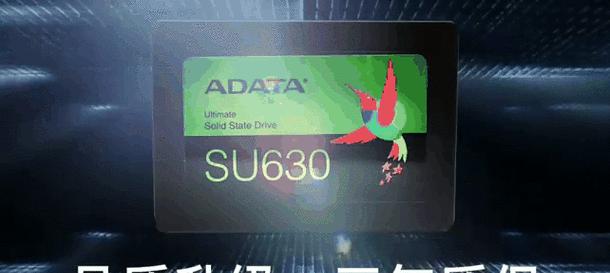 ADATA
Ultimate
Solid State Drive
SU630